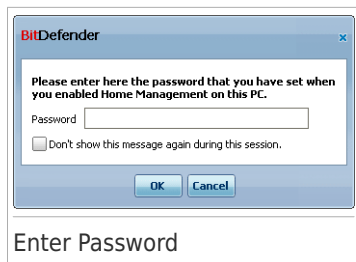 BitDefender
Please enter here the password that you have set when
you enabled Home Management on this PC.
Password
Don't show this message again during this session.
OK Cancel
Enter Password